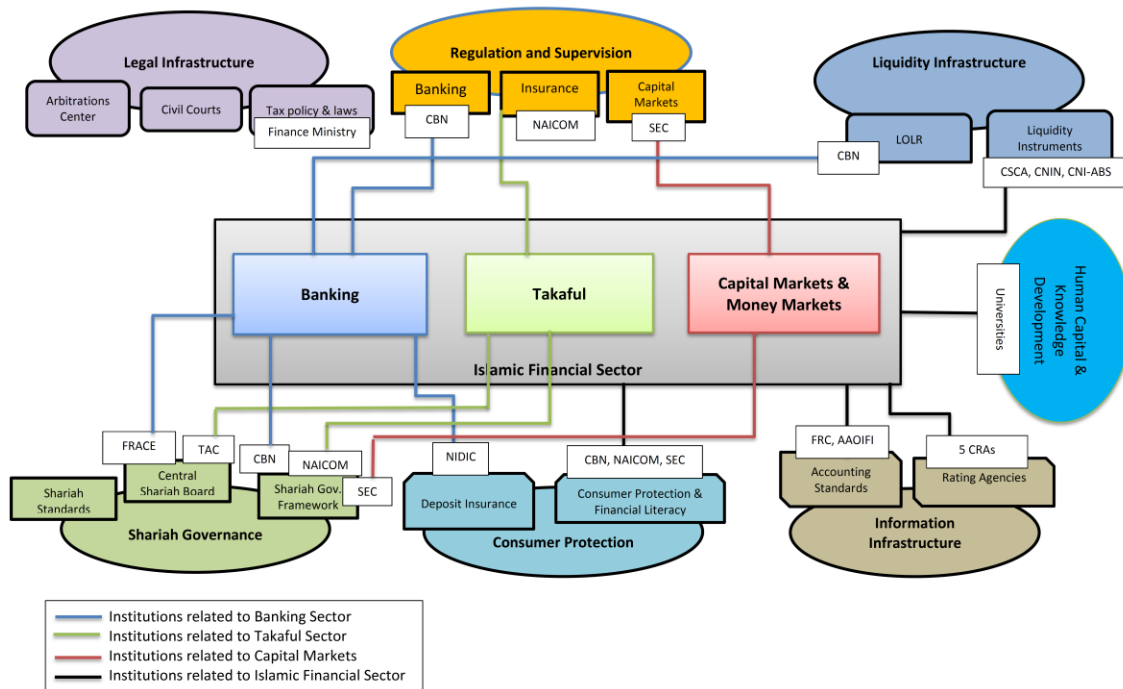 Legal Infrastructure
Arbitrations
Center
Civil Courts
Tax policy & laws
Finance Ministry
Regulation and Supervision
Banking
CBN
Insurance
NAICOM
Capital
Markets
SEC
Liquidity Infrastructure
LOLR
CBN
Liquidity
Instruments
CSCA, CNIN, CNI-ABS
Banking
Takaful
Capital Markets &
Money Markets
Islamic Financial Sector
Universities
Human Capital &
Knowledge
Development
FRACE
TAC
CBN
NAICOM
SEC
Shariah
Standards
Central
Shariah Board
Shariah Gov.
Framework
Shariah Governance
NIDIC
Deposit Insurance
CBN, NAICOM, SEC
Consumer Protection &
Financial Literacy
Consumer Protection
FRC, AAOIFI
Accounting
Standards
5 CRAs
Rating Agencies
Information
Infrastructure
Institutions related to Banking Sector
Institutions related to Takaful Sector
Institutions related to Capital Markets
Institutions related to Islamic Financial Sector